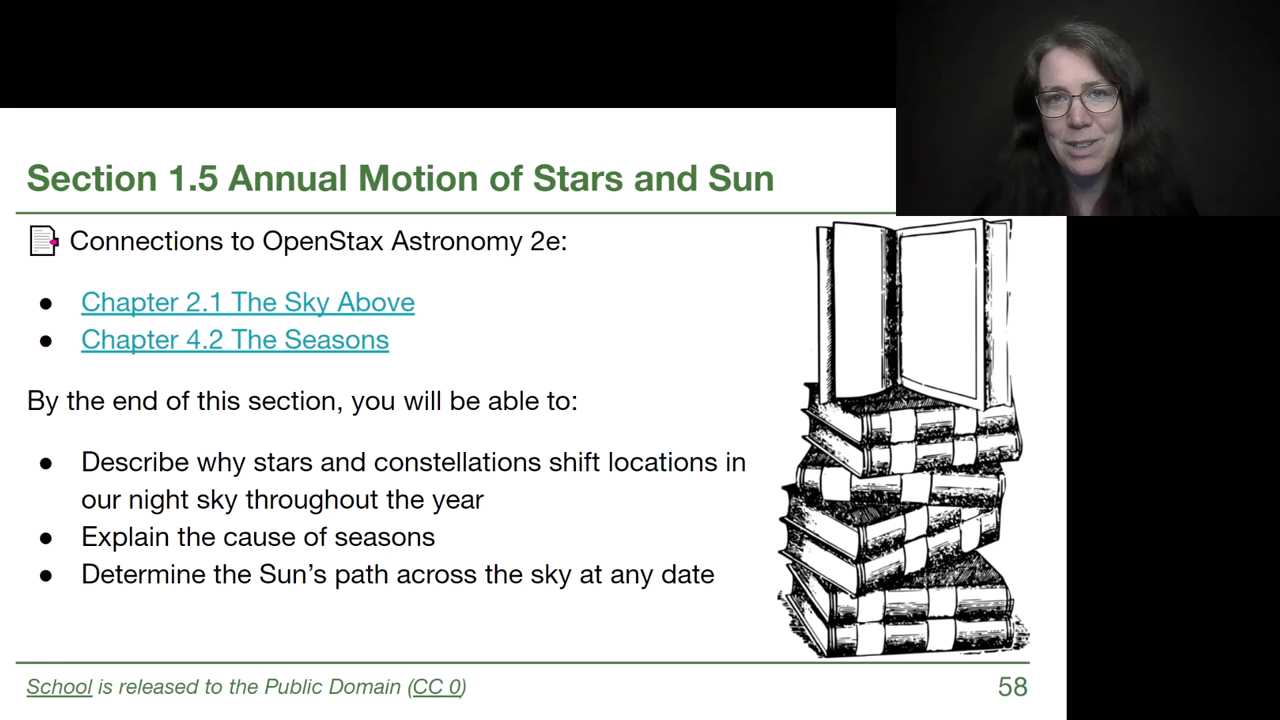 Section 1.5 Annual Motion of Stars and Sun
Connections to OpenStax Astronomy 2e:
● Chapter 2.1 The Sky Above
● Chapter 4.2 The Seasons
By the end of this section, you will be able to:
● Describe why stars and constellations shift locations in
our night sky throughout the year
● Explain the cause of seasons
● Determine the Sun’s path across the sky at any date
School is released to the Public Domain (CC 0)
58